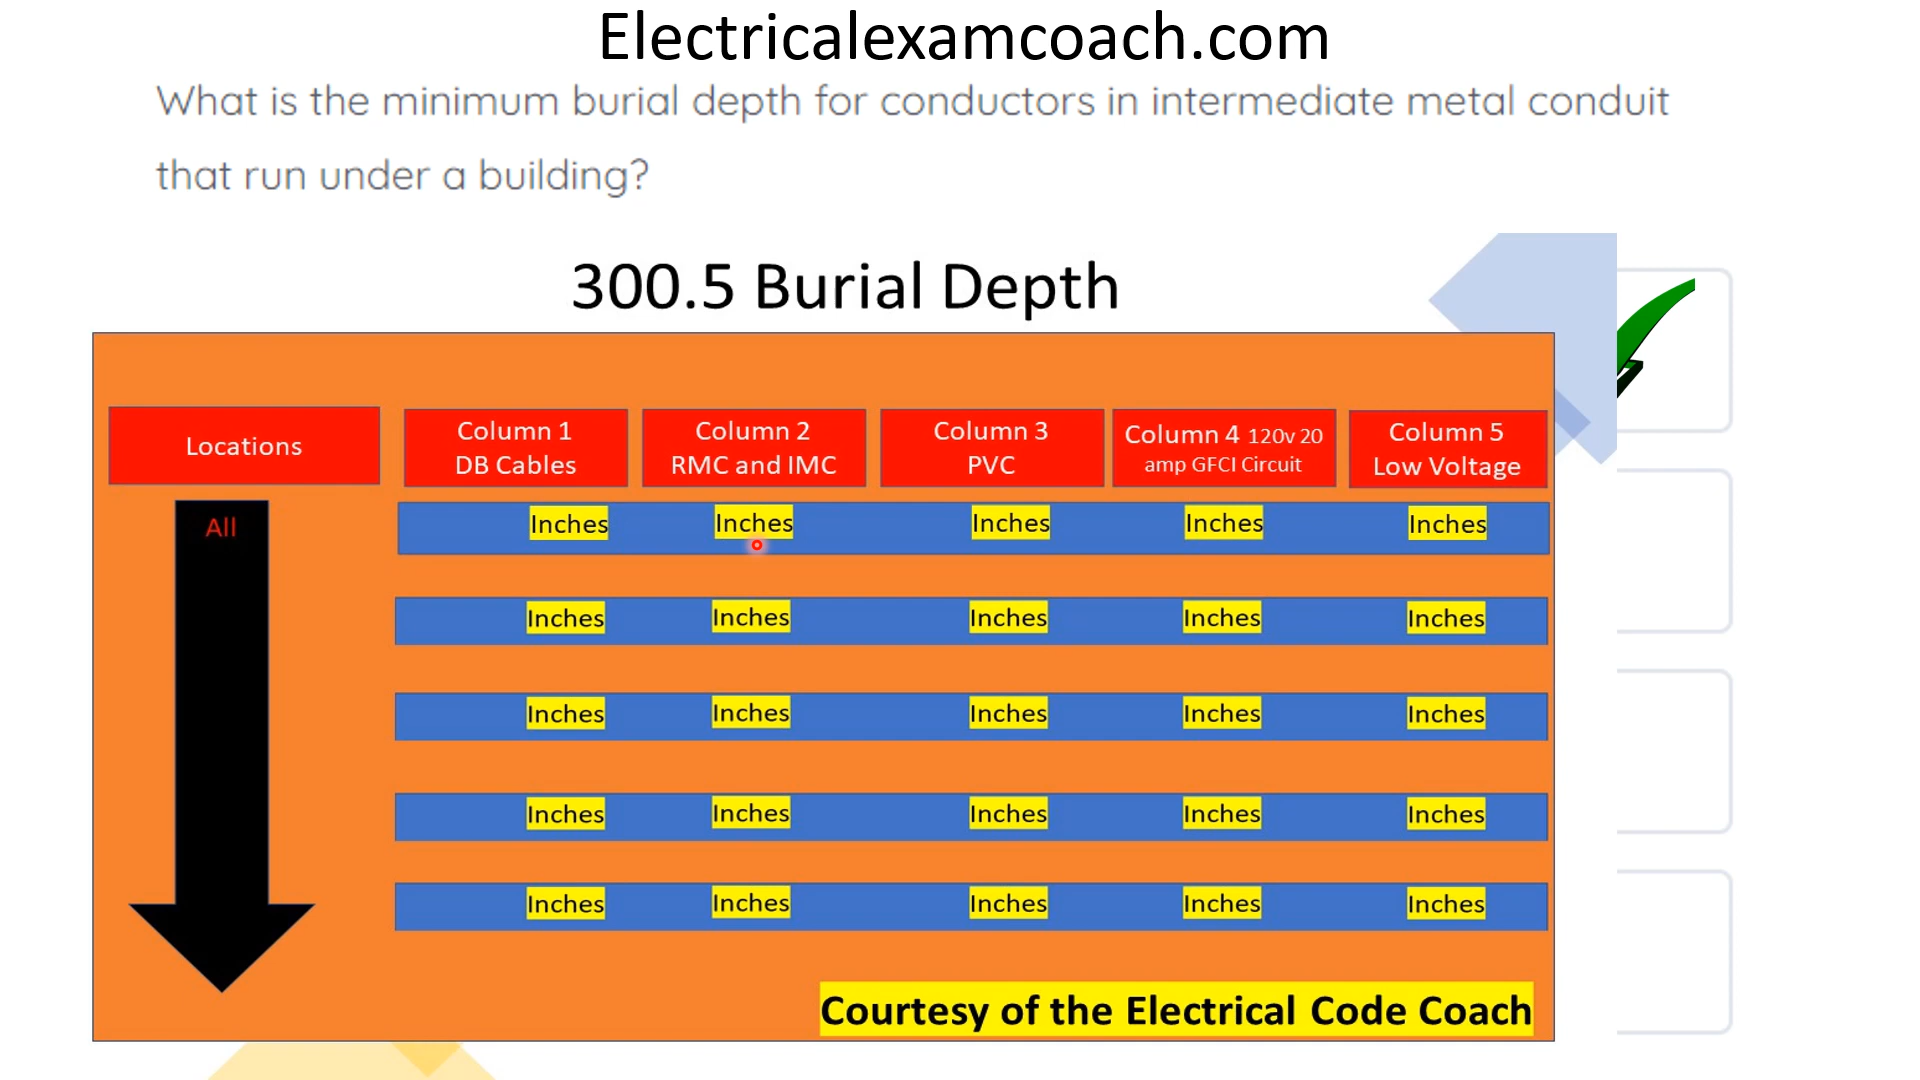 Electricalexamcoach.com
What is the minimum burial depth for conductors in intermediate metal conduit
that run under a building?
300.5 Burial Depth
Locations
Column 1
DB Cables
Column 2
RMC and IMC
Column 3
PVC
Column 4 120v 20
amp GFCI Circuit
Column 5
Low Voltage
All
Inches Inches Inches Inches Inches
Inches Inches Inches Inches Inches
Inches Inches Inches Inches Inches
Inches Inches Inches Inches Inches
Inches Inches Inches Inches Inches
Courtesy of the Electrical Code Coach